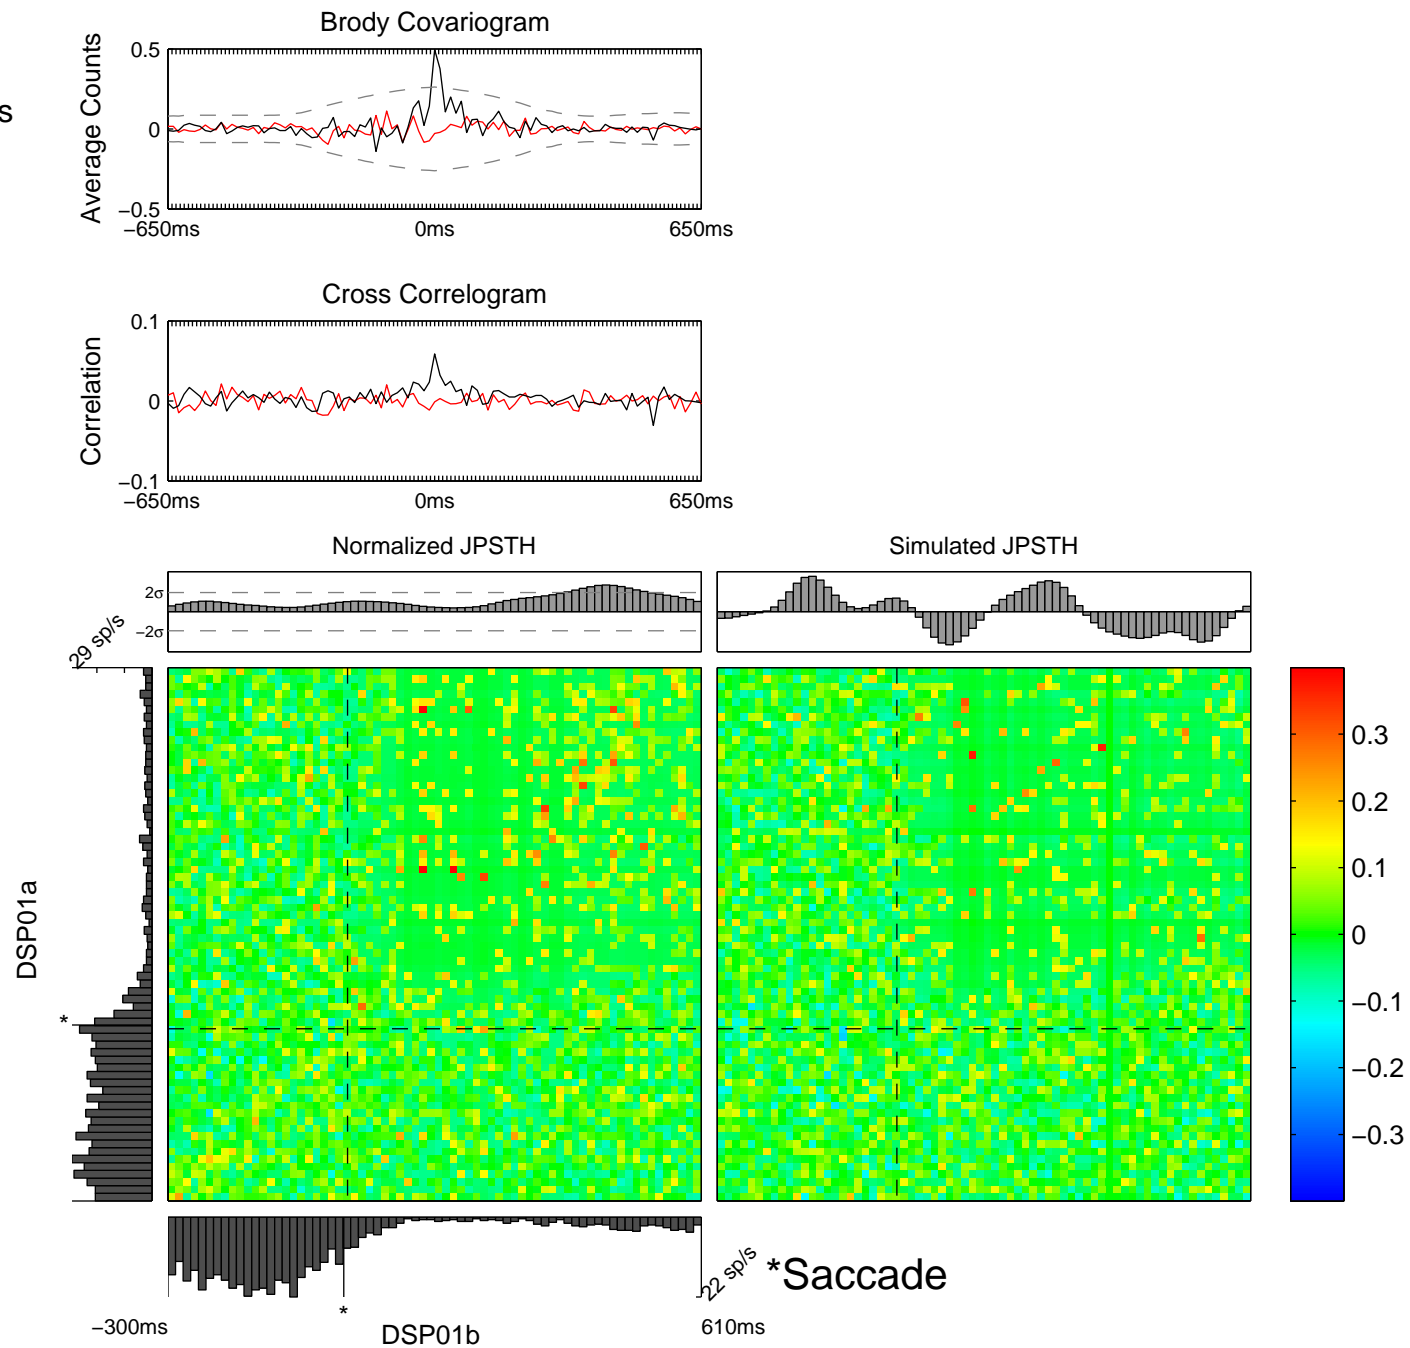 Brody Covariogram
s
Average Counts
0.5
0
−0.5
−650ms 0ms 650ms
Cross Correlogram
Correlation
0.1
0
−0.1
−650ms 0ms 650ms
Normalized JPSTH
Simulated JPSTH
2σ
−2σ
29 sp/s
DSP01a
*
0.3
0.2
0.1
0
−0.1
−0.2
−0.3
*
22 sp/s
*Saccade
−300ms
DSP01b
610ms